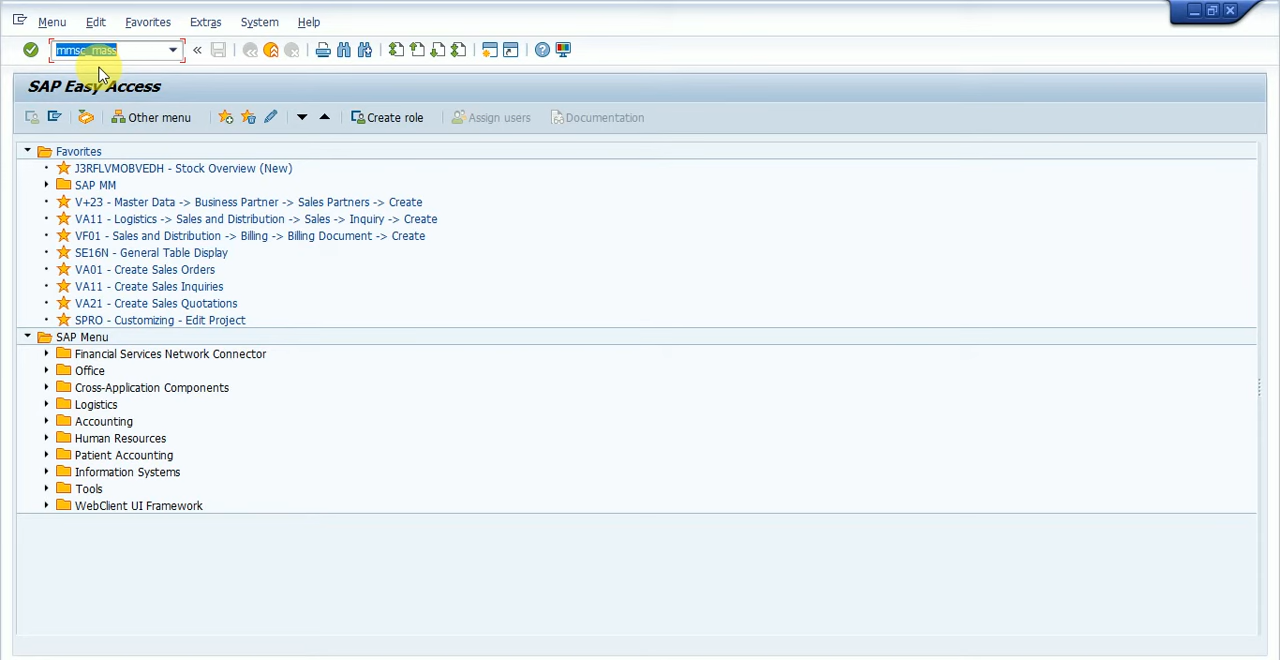 Menu Edit Favorites Extras System Help
mmsc_mass
SAP Easy Access
Other menu Create role Assign users Documentation
Favorites
J3RFLVMOBVEDH - Stock Overview (New)
SAP MM
V+23 - Master Data -> Business Partner -> Sales Partners -> Create
VA11 - Logistics -> Sales and Distribution -> Sales -> Inquiry -> Create
VF01 - Sales and Distribution -> Billing -> Billing Document -> Create
SE16N - General Table Display
VA01 - Create Sales Orders
VA11 - Create Sales Inquiries
VA21 - Create Sales Quotations
SPRO - Customizing - Edit Project
SAP Menu
Financial Services Network Connector
Office
Cross-Application Components
Logistics
Accounting
Human Resources
Patient Accounting
Information Systems
Tools
WebClient UI Framework